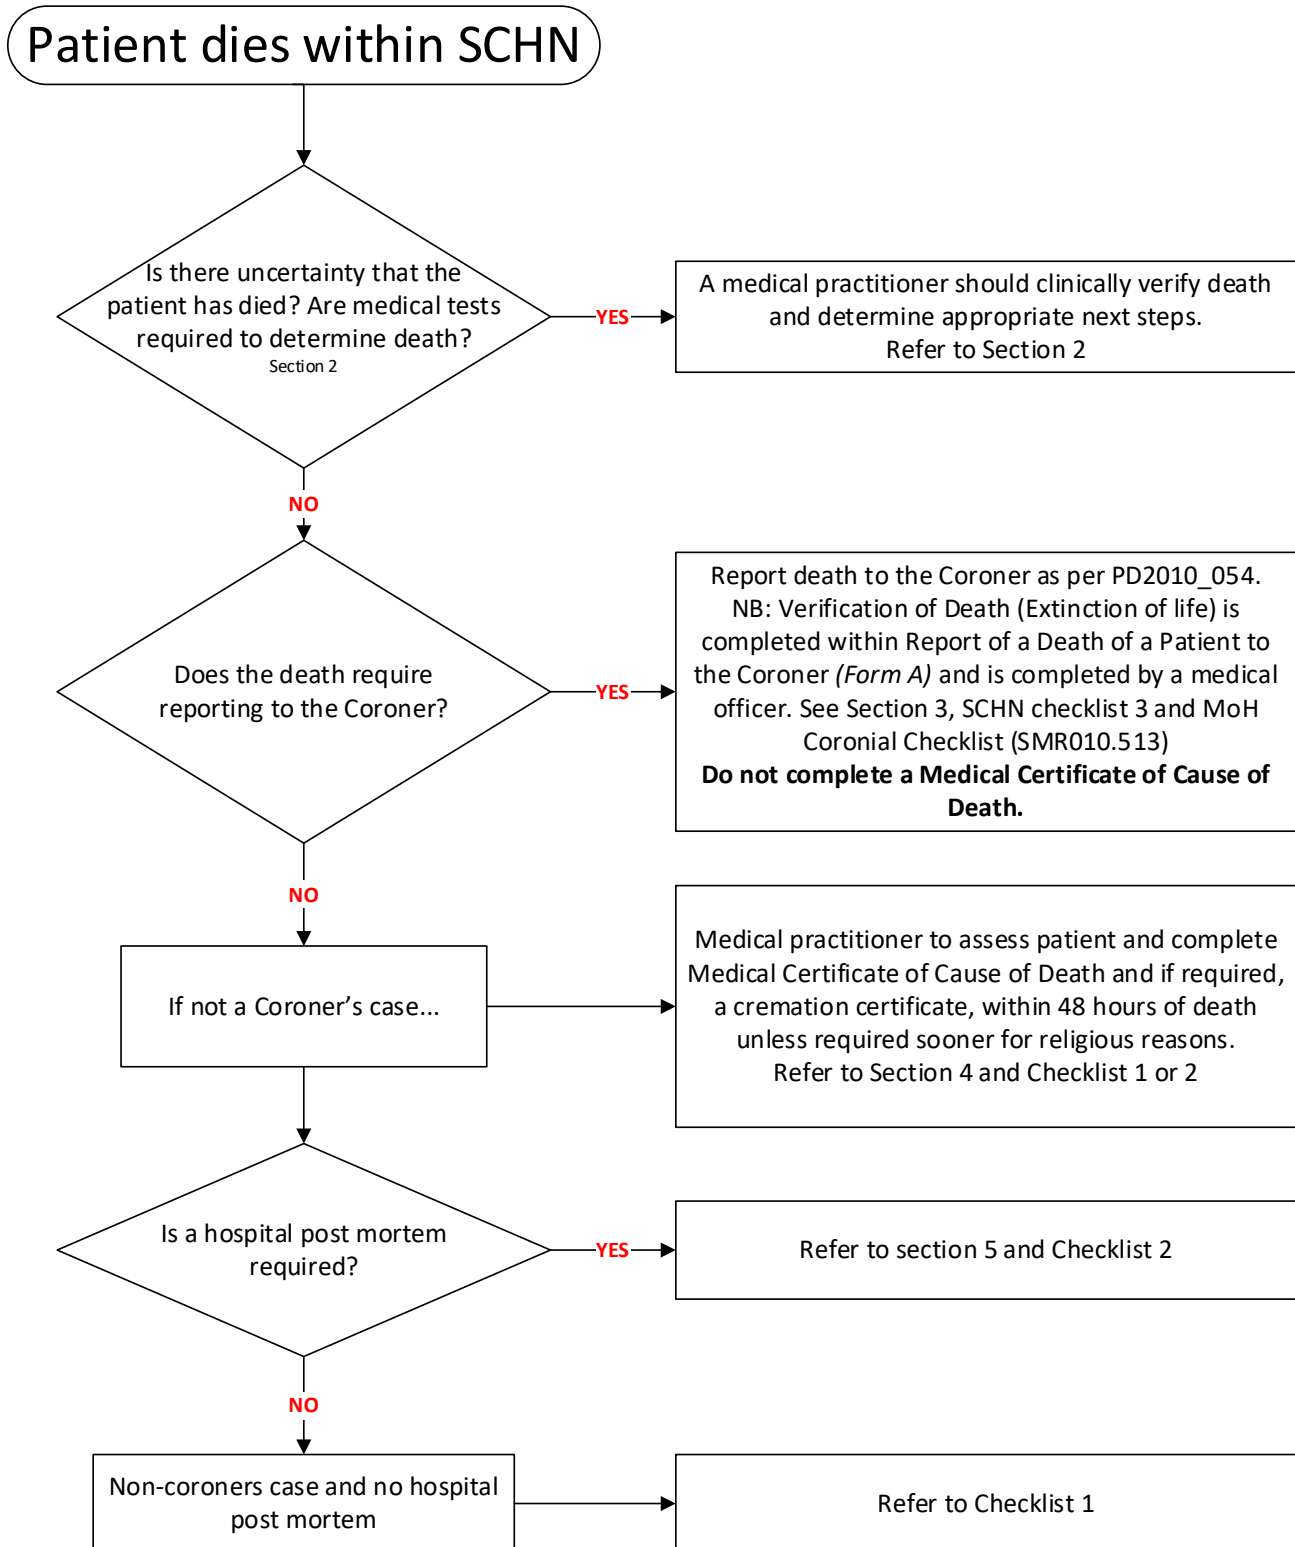 Patient dies within SCHN
Is there uncertainty that the
patient has died? Are medical tests
required to determine death?
Section 2
YES
A medical practitioner should clinically verify death
and determine appropriate next steps.
Refer to Section 2
NO
Does the death require
reporting to the Coroner?
YES
Report death to the Coroner as per PD2010_054.
NB: Verification of Death (Extinction of life) is
completed within Report of a Death of a Patient to
the Coroner (Form A) and is completed by a medical
officer. See Section 3, SCHN checklist 3 and MoH
Coronial Checklist (SMR010.513)
Do not complete a Medical Certificate of Cause of
Death.
NO
If not a Coroner’s case...
Medical practitioner to assess patient and complete
Medical Certificate of Cause of Death and if required,
a cremation certificate, within 48 hours of death
unless required sooner for religious reasons.
Refer to Section 4 and Checklist 1 or 2
Is a hospital post mortem
required?
YES
Refer to section 5 and Checklist 2
NO
Non-coroners case and no hospital
post mortem
Refer to Checklist 1